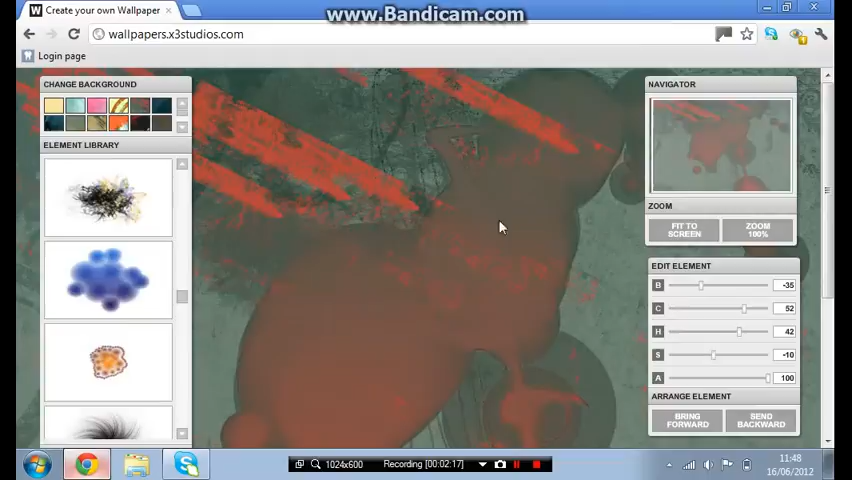 www.Bandicam.com
Create your own Wallpaper
wallpapers.x3studios.com
Login page
CHANGE BACKGROUND
ELEMENT LIBRARY
NAVIGATOR
ZOOM
FIT TO SCREEN
ZOOM 100%
EDIT ELEMENT
B -35
C 52
H 42
S -10
A 100
ARRANGE ELEMENT
BRING FORWARD
SEND BACKWARD
1024x600 Recording [00:02:17]
11:48
16/06/2012